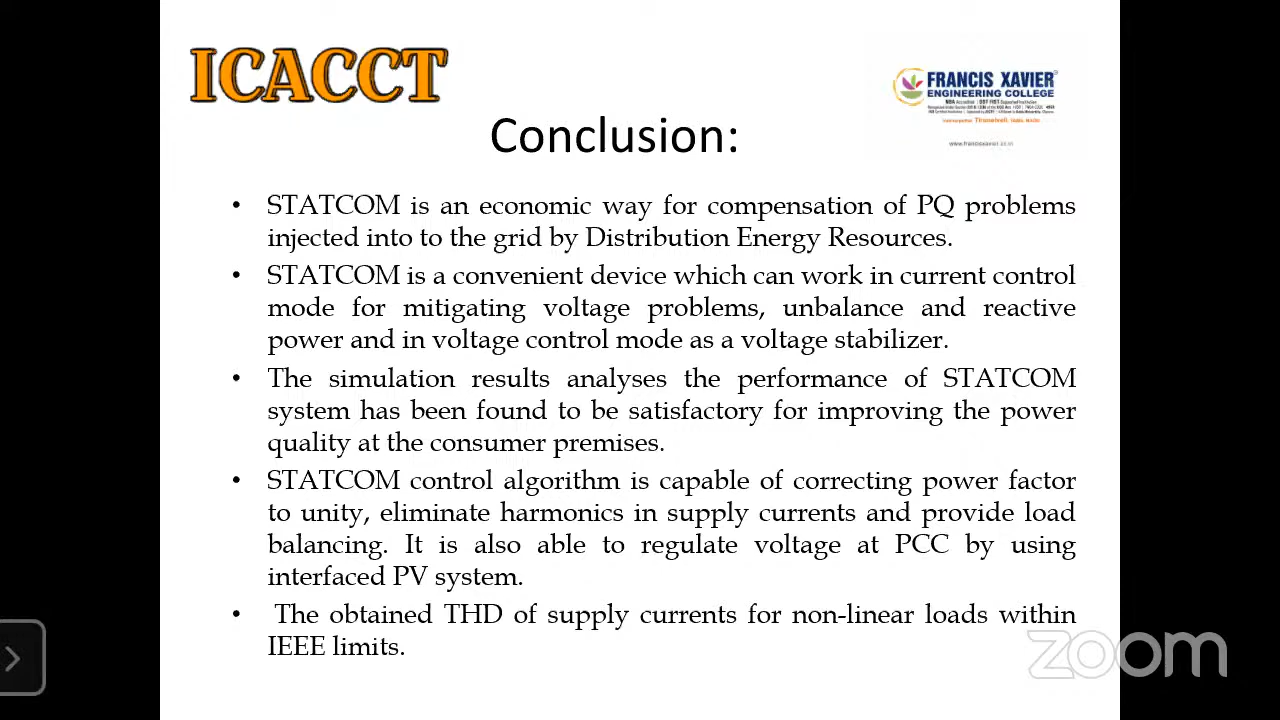 ICACCT
FRANCIS XAVIER
ENGINEERING COLLEGE
Conclusion:
• STATCOM is an economic way for compensation of PQ problems
injected into to the grid by Distribution Energy Resources.
• STATCOM is a convenient device which can work in current control
mode for mitigating voltage problems, unbalance and reactive
power and in voltage control mode as a voltage stabilizer.
• The simulation results analyses the performance of STATCOM
system has been found to be satisfactory for improving the power
quality at the consumer premises.
• STATCOM control algorithm is capable of correcting power factor
to unity, eliminate harmonics in supply currents and provide load
balancing. It is also able to regulate voltage at PCC by using
interfaced PV system.
• The obtained THD of supply currents for non-linear loads within
IEEE limits.
zoom